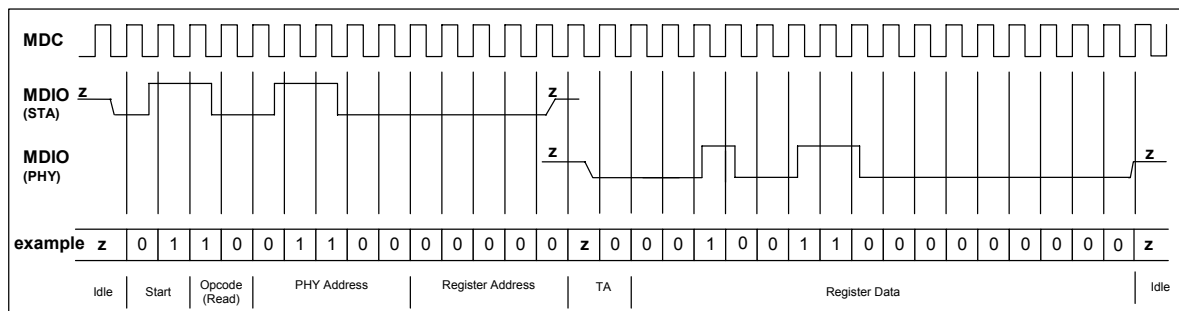 MDC
MDIO z z
(STA)
MDIO z z
(PHY)
example z 0 1 1 0 0 1 1 0 0 0 0 0 0 0 z 0 0 0 1 0 0 1 1 0 0 0 0 0 0 0 0 0 z
Idle Start Opcode PHY Address Register Address TA Register Data Idle
(Read)